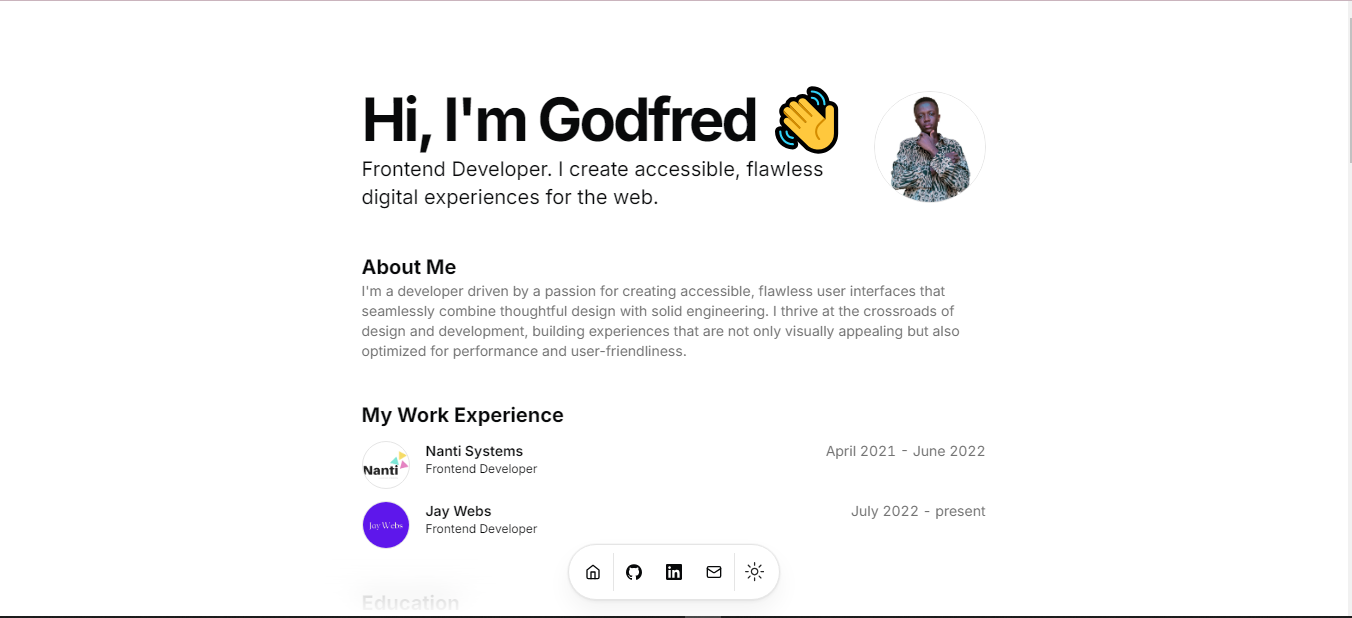 Hi, I'm Godfred
Frontend Developer. I create accessible, flawless
digital experiences for the web.
About Me
I'm a developer driven by a passion for creating accessible, flawless user interfaces that
seamlessly combine thoughtful design with solid engineering. I thrive at the crossroads of
design and development, building experiences that are not only visually appealing but also
optimized for performance and user-friendliness.
My Work Experience
Nanti
Nanti Systems
April 2021 - June 2022
Frontend Developer
Jay Webs
Jay Webs
July 2022 - present
Frontend Developer
in
Education